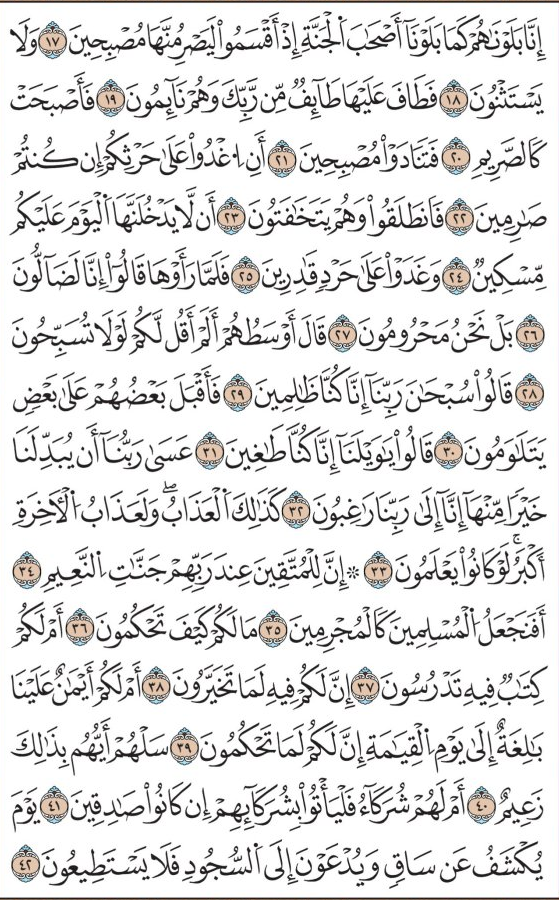 إِنَّا بَلَوْنَٰهُمْ كَمَا بَلَوْنَآ أَصْحَٰبَ ٱلْجَنَّةِ إِذْ أَقْسَمُوا۟ لَيَصْرِمُنَّهَا مُصْبِحِينَ ١٧ وَلَا
يَسْتَثْنُونَ ١٨ فَطَافَ عَلَيْهَا طَآئِفٌ مِّن رَّبِّكَ وَهُمْ نَآئِمُونَ ١٩ فَأَصْبَحَتْ
كَٱلصَّرِيمِ ٢٠ فَتَنَادَوْا۟ مُصْبِحِينَ ٢١ أَنِ ٱغْدُوا۟ عَلَىٰ حَرْثِكُمْ إِن كُنتُمْ
صَٰرِمِينَ ٢٢ فَٱنطَلَقُوا۟ وَهُمْ يَتَخَٰفَتُونَ ٢٣ أَن لَّا يَدْخُلَنَّهَا ٱلْيَوْمَ عَلَيْكُم
مِّسْكِينٌ ٢٤ وَغَدَوْا۟ عَلَىٰ حَرْدٍ قَٰدِرِينَ ٢٥ فَلَمَّا رَأَوْهَا قَالُوٓا۟ إِنَّا لَضَآلُّونَ
٢٦ بَلْ نَحْنُ مَحْرُومُونَ ٢٧ قَالَ أَوْسَطُهُمْ أَلَمْ أَقُل لَّكُمْ لَوْلَا تُسَبِّحُونَ
٢٨ قَالُوا۟ سُبْحَٰنَ رَبِّنَآ إِنَّا كُنَّا ظَٰلِمِينَ ٢٩ فَأَقْبَلَ بَعْضُهُمْ عَلَىٰ بَعْضٍ
يَتَلَٰوَمُونَ ٣٠ قَالُوا۟ يَٰوَيْلَنَآ إِنَّا كُنَّا طَٰغِينَ ٣١ عَسَىٰ رَبُّنَآ أَن يُبْدِلَنَا
خَيْرًا مِّنْهَآ إِنَّآ إِلَىٰ رَبِّنَا رَٰغِبُونَ ٣٢ كَذَٰلِكَ ٱلْعَذَابُ ۖ وَلَعَذَابُ ٱلْءَاخِرَةِ
أَكْبَرُ ۚ لَوْ كَانُوا۟ يَعْلَمُونَ ٣٣ ۞ إِنَّ لِلْمُتَّقِينَ عِندَ رَبِّهِمْ جَنَّٰتِ ٱلنَّعِيمِ ٣٤
أَفَنَجْعَلُ ٱلْمُسْلِمِينَ كَٱلْمُجْرِمِينَ ٣٥ مَا لَكُمْ كَيْفَ تَحْكُمُونَ ٣٦ أَمْ لَكُمْ
كِتَٰبٌ فِيهِ تَدْرُسُونَ ٣٧ إِنَّ لَكُمْ فِيهِ لَمَا تَخَيَّرُونَ ٣٨ أَمْ لَكُمْ أَيْمَٰنٌ عَلَيْنَا
بَٰلِغَةٌ إِلَىٰ يَوْمِ ٱلْقِيَٰمَةِ إِنَّ لَكُمْ لَمَا تَحْكُمُونَ ٣٩ سَلْهُمْ أَيُّهُم بِذَٰلِكَ
زَعِيمٌ ٤٠ أَمْ لَهُمْ شُرَكَآءُ فَلْيَأْتُوا۟ بِشُرَكَآئِهِمْ إِن كَانُوا۟ صَٰدِقِينَ ٤١ يَوْمَ
يُكْشَفُ عَن سَاقٍ وَيُدْعَوْنَ إِلَى ٱلسُّجُودِ فَلَا يَسْتَطِيعُونَ ٤٢